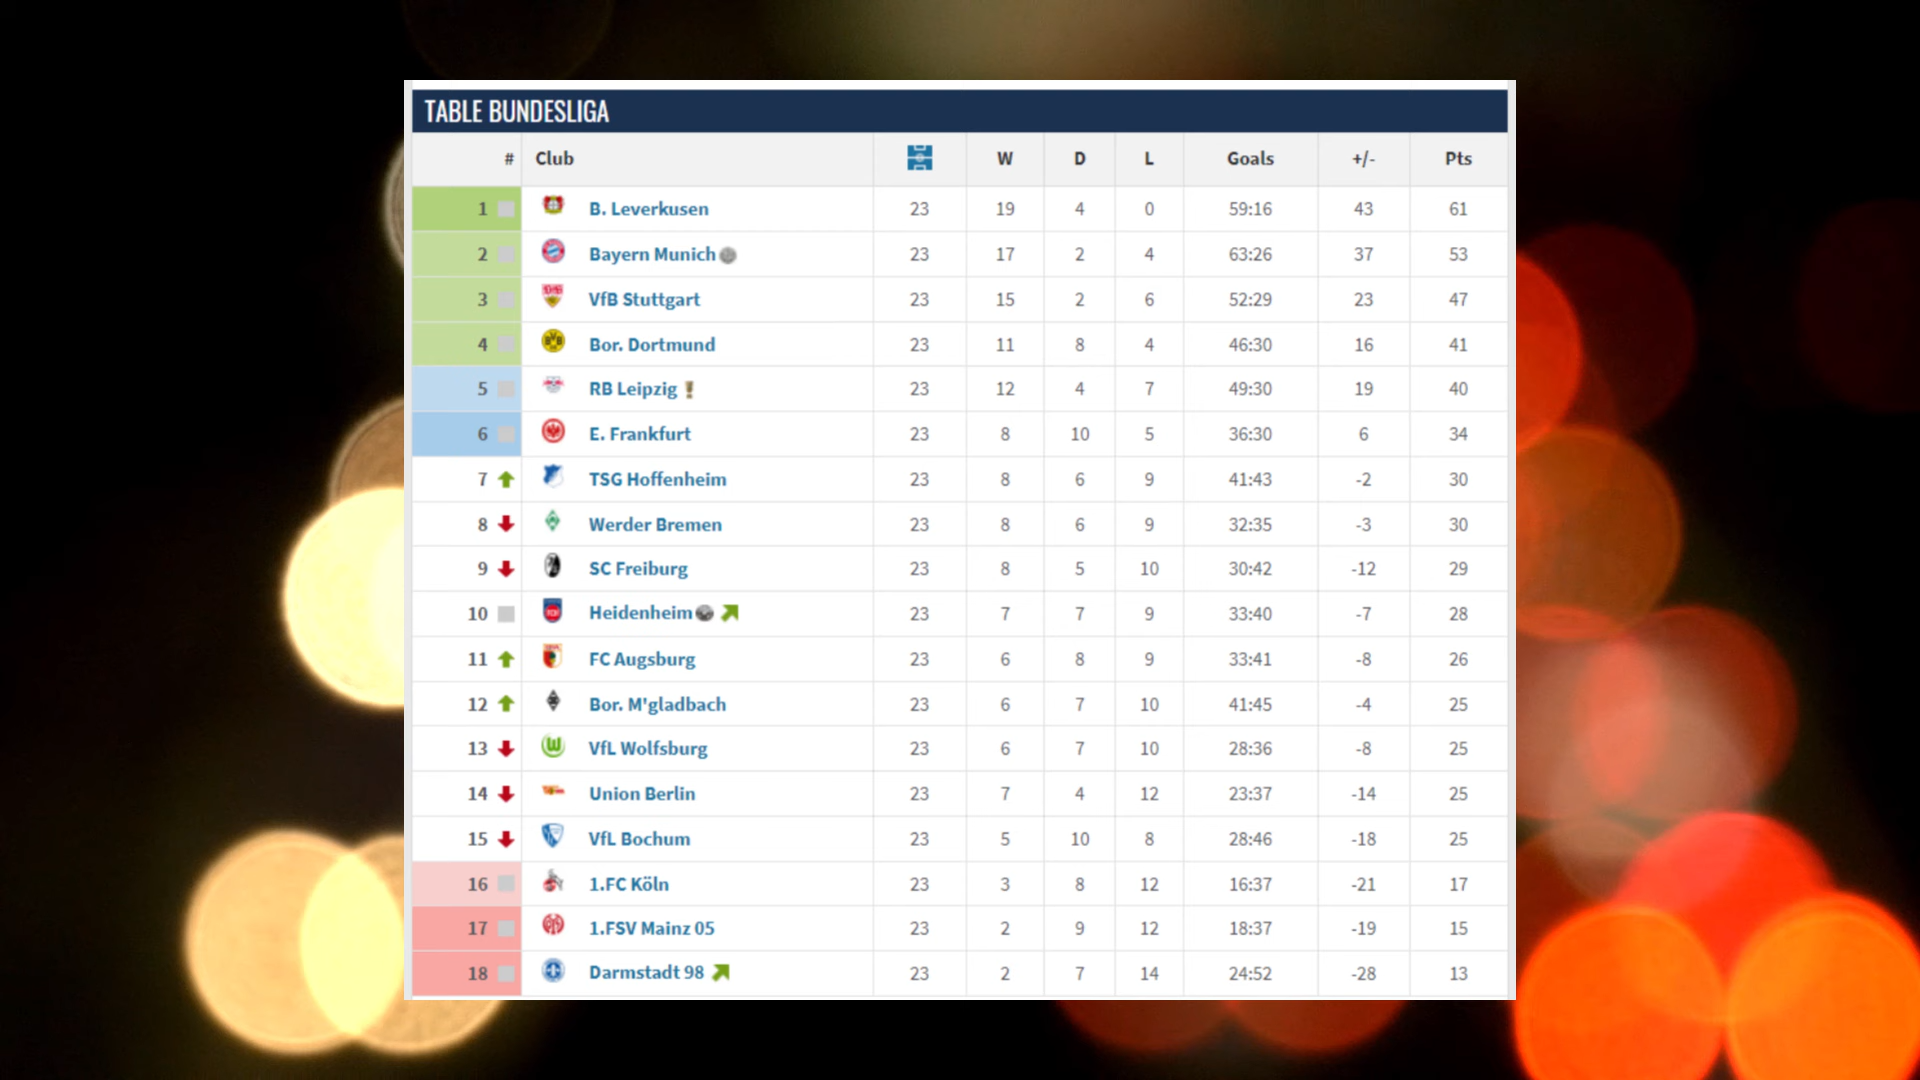 TABLE BUNDESLIGA
# Club W D L Goals +/- Pts
1 B. Leverkusen 23 19 4 0 59:16 43 61
2 Bayern Munich 23 17 2 4 63:26 37 53
3 VfB Stuttgart 23 15 2 6 52:29 23 47
4 Bor. Dortmund 23 11 8 4 46:30 16 41
5 RB Leipzig 23 12 4 7 49:30 19 40
6 E. Frankfurt 23 8 10 5 36:30 6 34
7 TSG Hoffenheim 23 8 6 9 41:43 -2 30
8 Werder Bremen 23 8 6 9 32:35 -3 30
9 SC Freiburg 23 8 5 10 30:42 -12 29
10 Heidenheim 23 7 7 9 33:40 -7 28
11 FC Augsburg 23 6 8 9 33:41 -8 26
12 Bor. M'gladbach 23 6 7 10 41:45 -4 25
13 VfL Wolfsburg 23 6 7 10 28:36 -8 25
14 Union Berlin 23 7 4 12 23:37 -14 25
15 VfL Bochum 23 5 10 8 28:46 -18 25
16 1.FC Köln 23 3 8 12 16:37 -21 17
17 1.FSV Mainz 05 23 2 9 12 18:37 -19 15
18 Darmstadt 98 23 2 7 14 24:52 -28 13